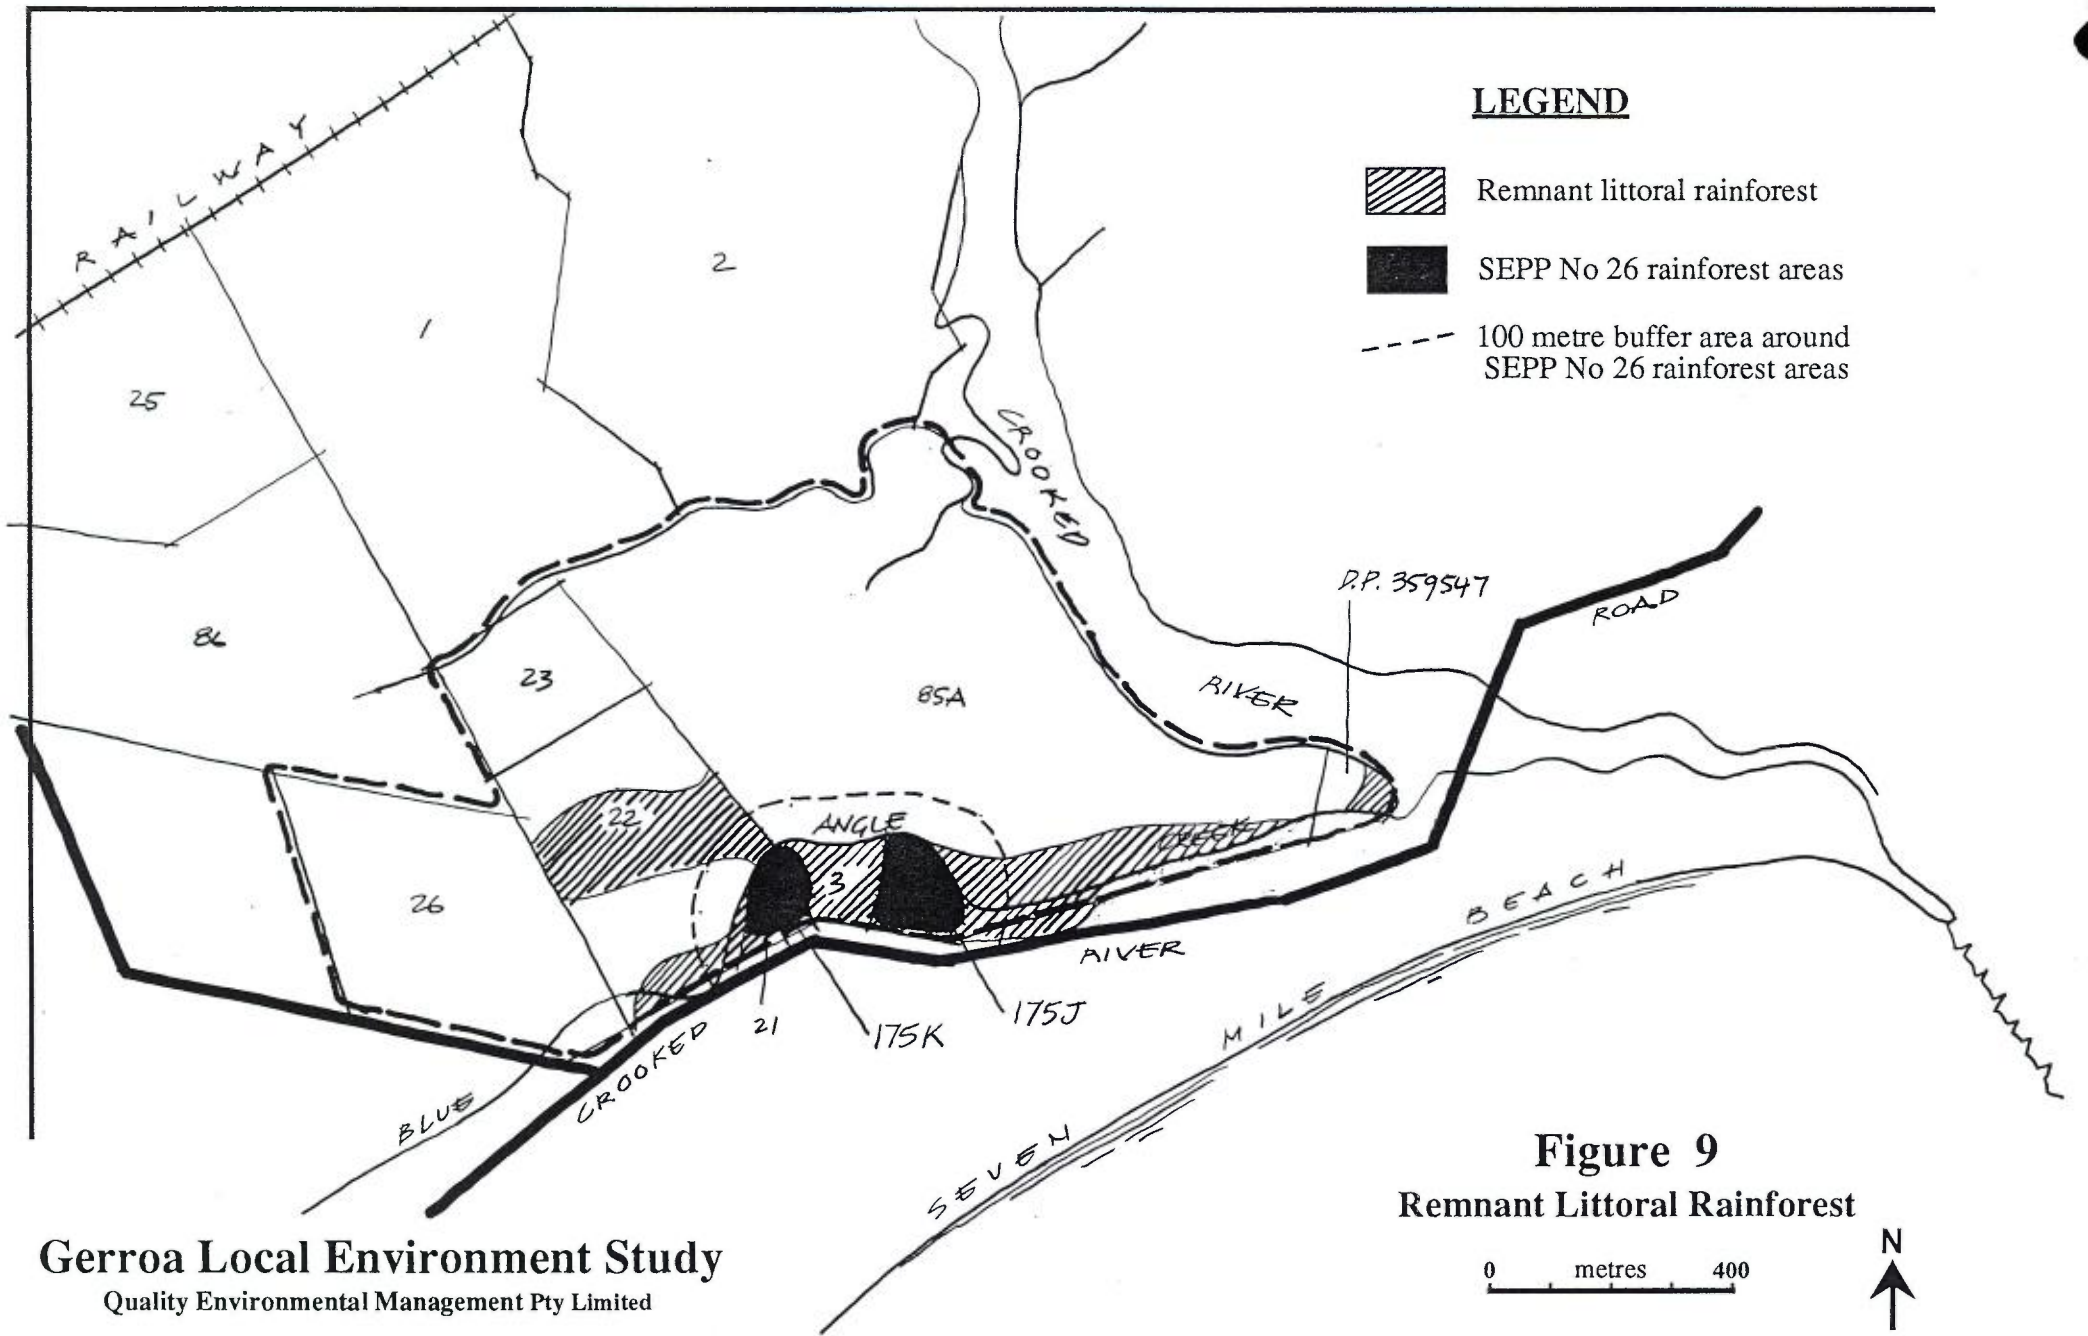 LEGEND
Remnant littoral rainforest
SEPP No 26 rainforest areas
100 metre buffer area around
SEPP No 26 rainforest areas
RAILWAY
1
2
25
CROOKED
RIVER
D.P. 359547
ROAD
86
23
85A
22
ANGLE
CREEK
3
26
21
175K
175J
CROOKED
RIVER
BLUE
SEVEN MILE BEACH
Figure 9
Remnant Littoral Rainforest
0 metres 400
N
Gerroa Local Environment Study
Quality Environmental Management Pty Limited